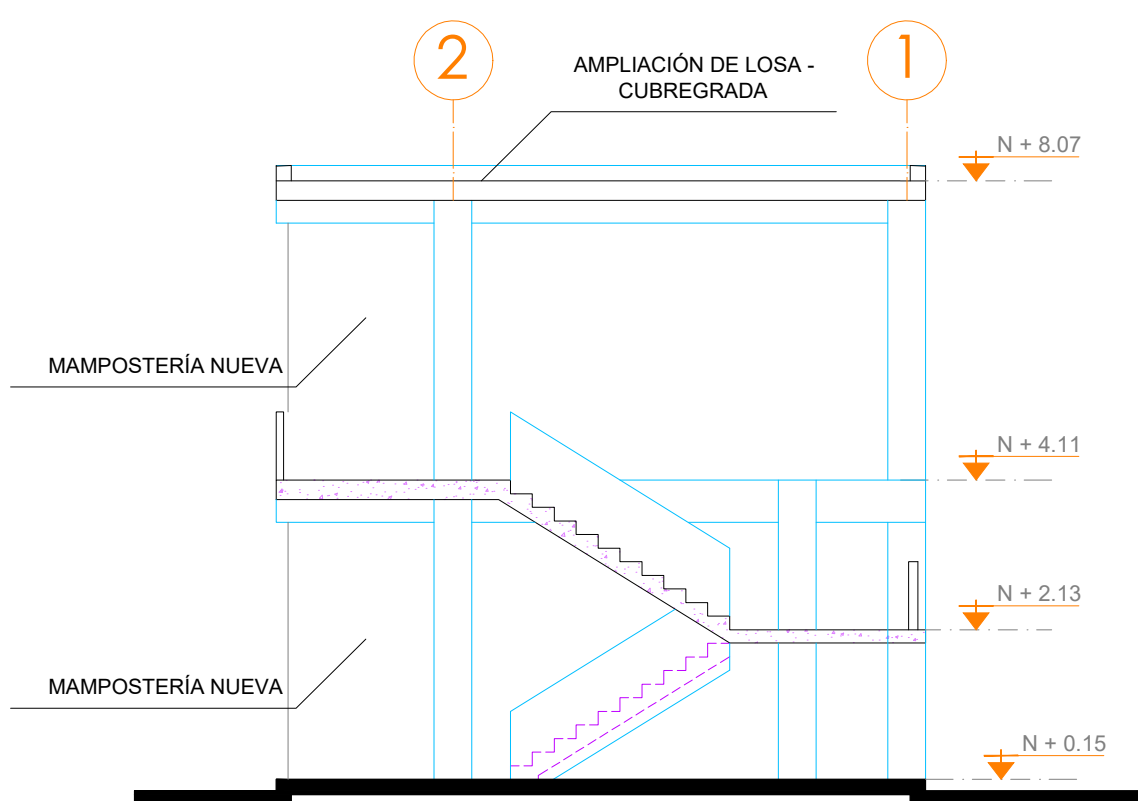 2
1
AMPLIACIÓN DE LOSA -
CUBREGRADA
N + 8.07
MAMPOSTERÍA NUEVA
N + 4.11
N + 2.13
MAMPOSTERÍA NUEVA
N + 0.15